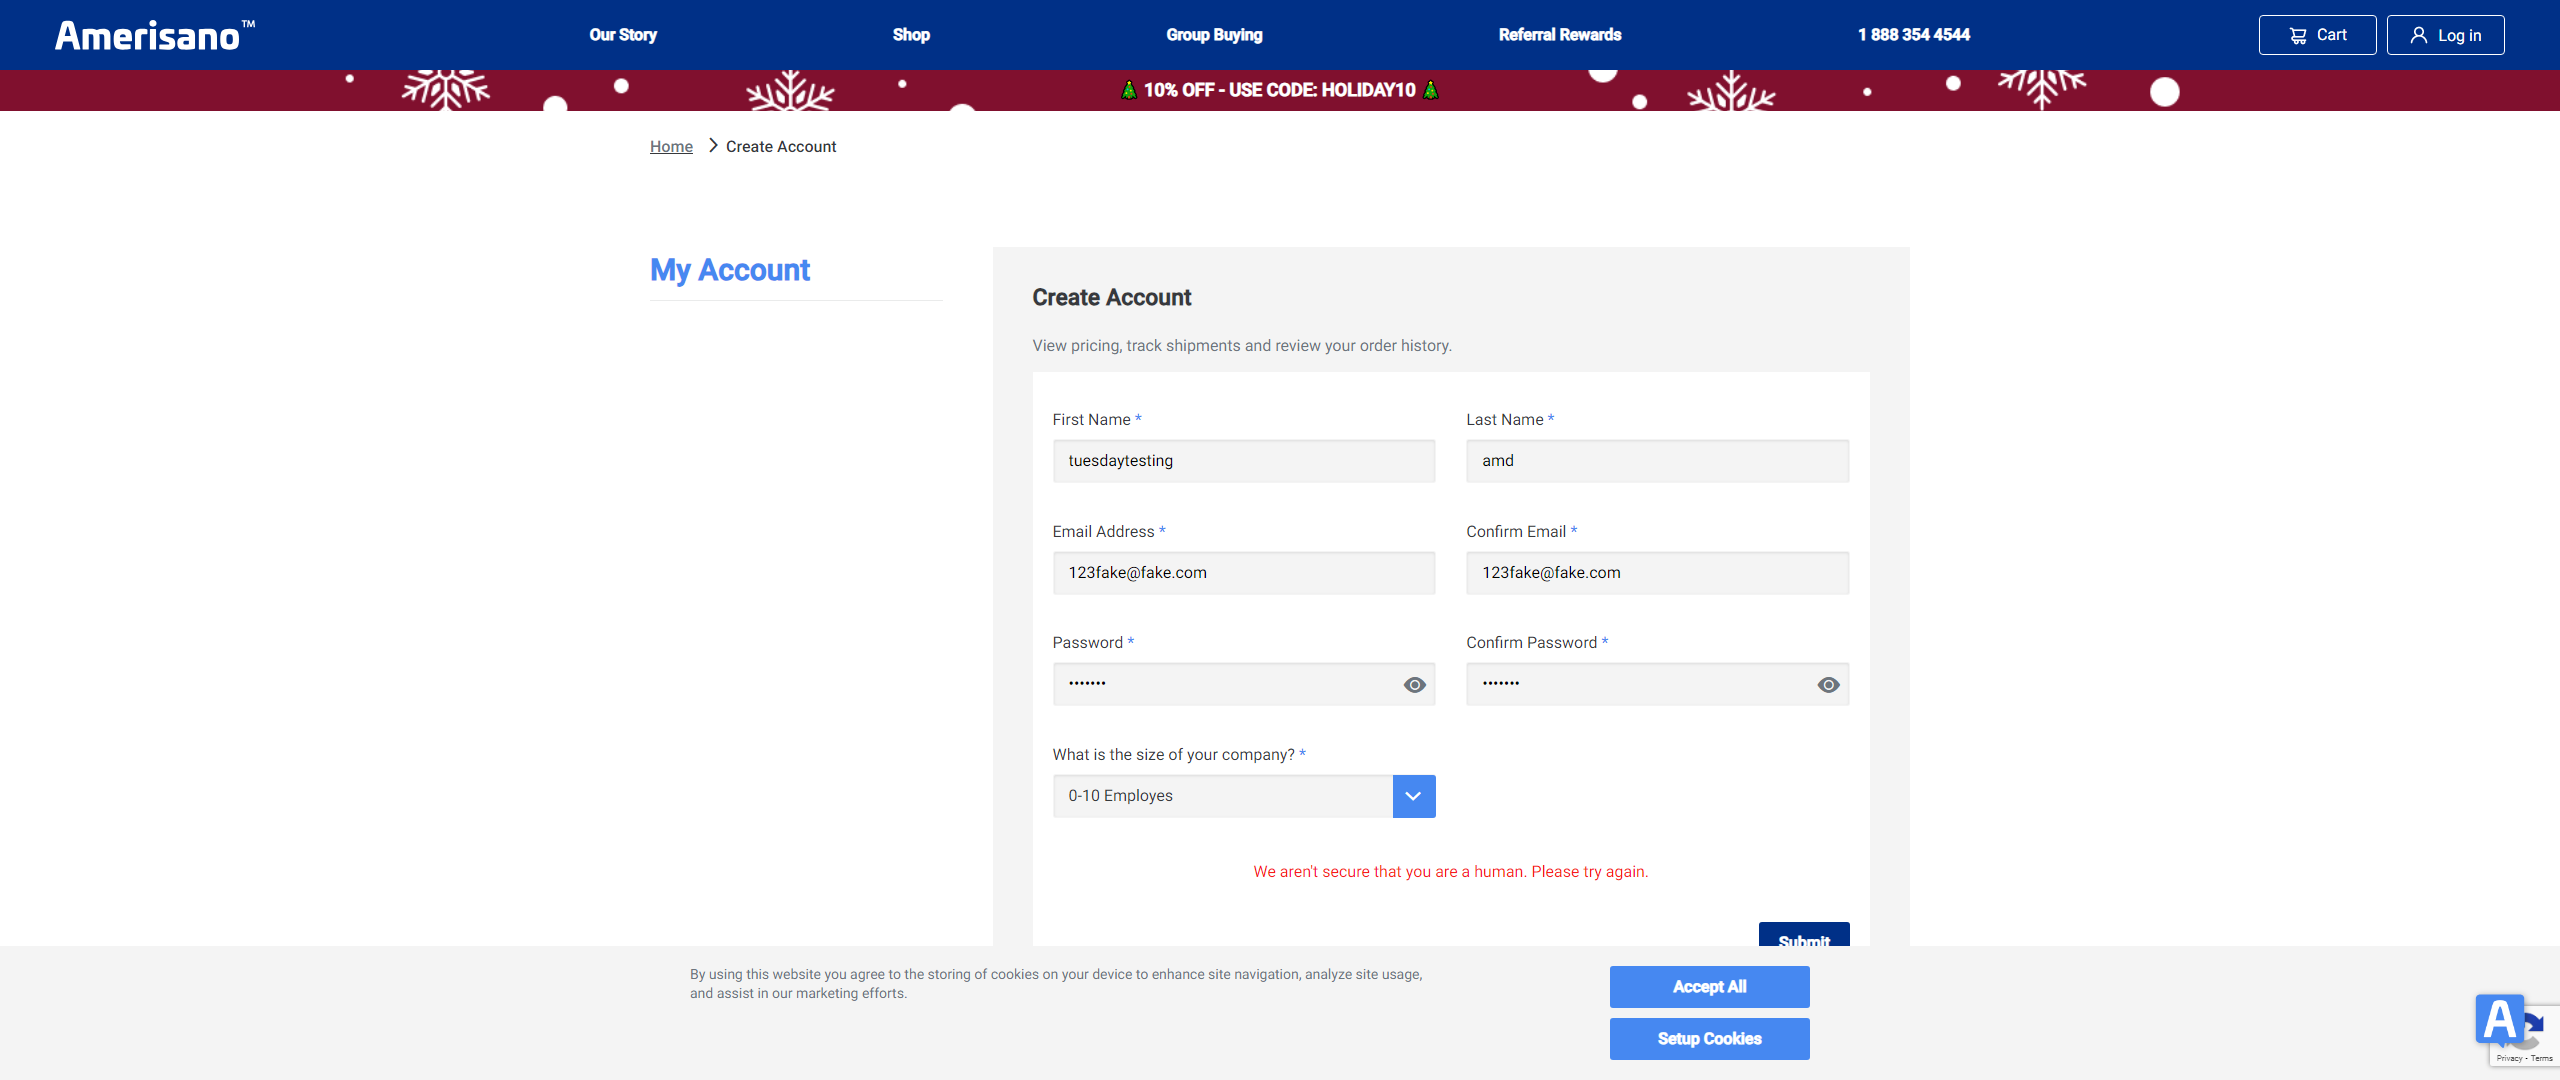 Amerisano™
Our Story
Shop
Group Buying
Referral Rewards
1 888 354 4544
Cart
Log in
10% OFF - USE CODE: HOLIDAY10
Home
Create Account
My Account
Create Account
View pricing, track shipments and review your order history.
First Name *
Last Name *
tuesdaytesting
amd
Email Address *
Confirm Email *
123fake@fake.com
123fake@fake.com
Password *
Confirm Password *
•••••••
•••••••
What is the size of your company? *
0-10 Employes
We aren't secure that you are a human. Please try again.
Submit
By using this website you agree to the storing of cookies on your device to enhance site navigation, analyze site usage,
and assist in our marketing efforts.
Accept All
Setup Cookies
A
Privacy - Terms